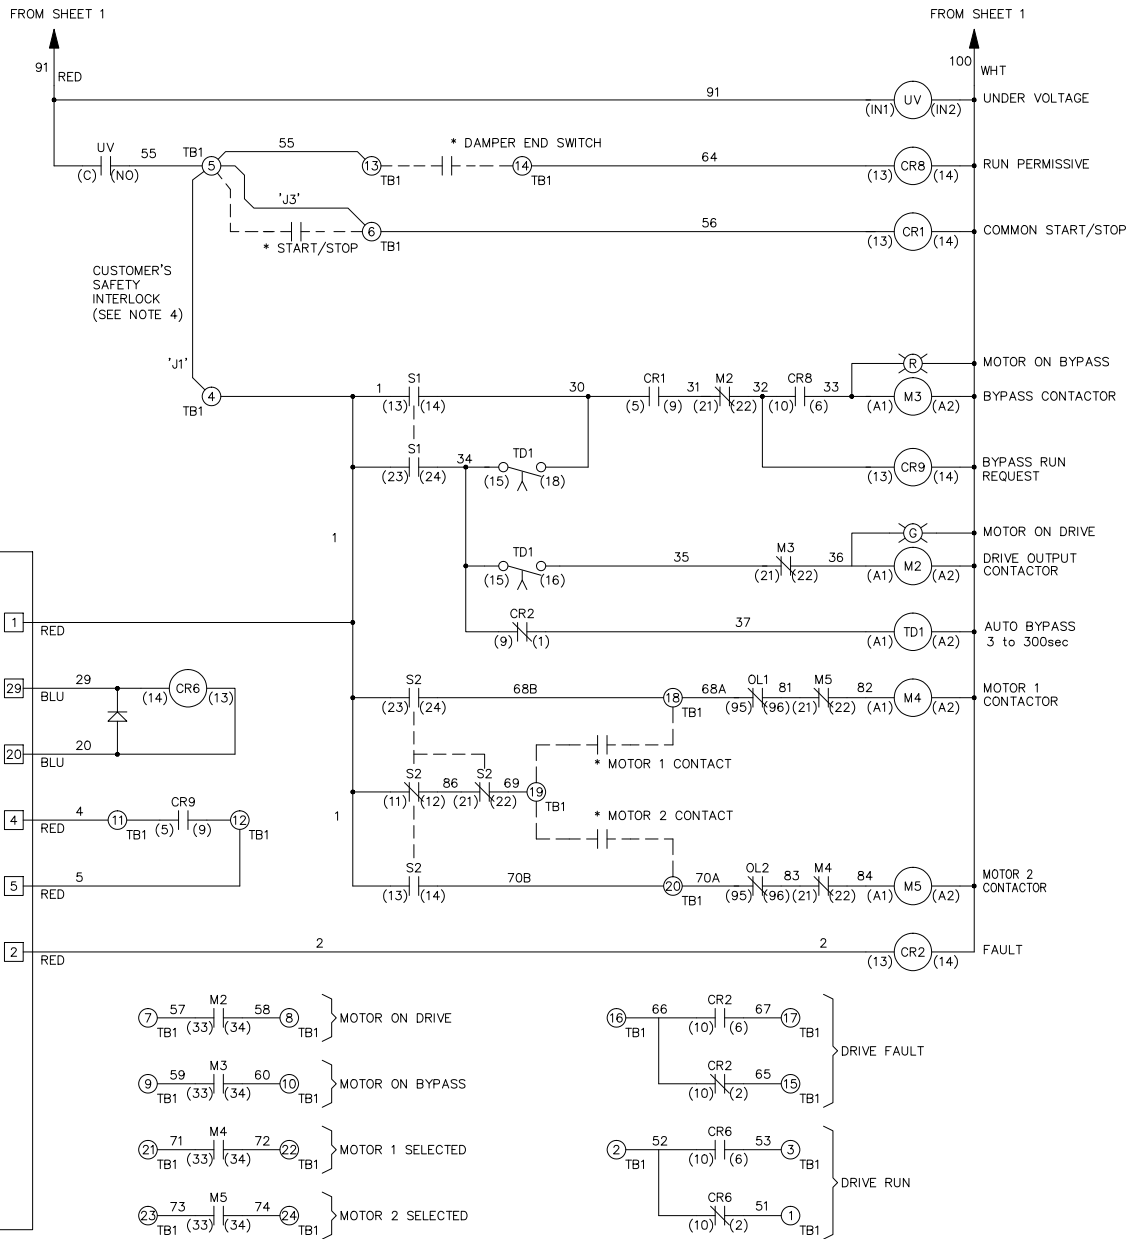 FROM SHEET 1
FROM SHEET 1
91
RED
100
WHT
91
(IN1)
UV
(IN2)
UNDER VOLTAGE
UV
55
(C)
(NO)
TB1
5
55
13
TB1
* DAMPER END SWITCH
14
TB1
64
(13)
CR8
(14)
RUN PERMISSIVE
'J3'
* START/STOP
6
TB1
56
(13)
CR1
(14)
COMMON START/STOP
CUSTOMER'S
SAFETY
INTERLOCK
(SEE NOTE 4)
'J1'
4
TB1
R
MOTOR ON BYPASS
1
S1
(13)
(14)
30
CR1
(5)
(9)
31
M2
(21)
(22)
32
CR8
(10)
(6)
33
(A1)
M3
(A2)
BYPASS CONTACTOR
S1
(23)
(24)
34
TD1
(15)
(18)
(13)
CR9
(14)
BYPASS RUN
REQUEST
1
G
MOTOR ON DRIVE
TD1
(15)
(16)
35
M3
(21)
(22)
36
(A1)
M2
(A2)
DRIVE OUTPUT
CONTACTOR
1
RED
CR2
(9)
(1)
37
(A1)
TD1
(A2)
AUTO BYPASS
3 to 300sec
29
BLU
29
(14)
CR6
(13)
S2
(23)
(24)
68B
18
TB1
68A
OL1
(95)
(96)
81
M5
(21)
(22)
82
(A1)
M4
(A2)
MOTOR 1
CONTACTOR
20
BLU
20
* MOTOR 1 CONTACT
S2
(11)
(12)
86
S2
(21)
(22)
69
19
TB1
4
RED
4
11
TB1
CR9
(5)
(9)
12
TB1
1
* MOTOR 2 CONTACT
5
RED
5
S2
(13)
(14)
70B
20
TB1
70A
OL2
(95)
(96)
83
M4
(21)
(22)
84
(A1)
M5
(A2)
MOTOR 2
CONTACTOR
2
RED
2
2
(13)
CR2
(14)
FAULT
7
TB1
57
M2
(33)
(34)
58
8
TB1
MOTOR ON DRIVE
16
TB1
66
CR2
(10)
(6)
67
17
TB1
9
TB1
59
M3
(33)
(34)
60
10
TB1
MOTOR ON BYPASS
CR2
(10)
(2)
65
15
TB1
DRIVE FAULT
21
TB1
71
M4
(33)
(34)
72
22
TB1
MOTOR 1 SELECTED
2
TB1
52
CR6
(10)
(6)
53
3
TB1
23
TB1
73
M5
(33)
(34)
74
24
TB1
MOTOR 2 SELECTED
CR6
(10)
(2)
51
1
TB1
DRIVE RUN